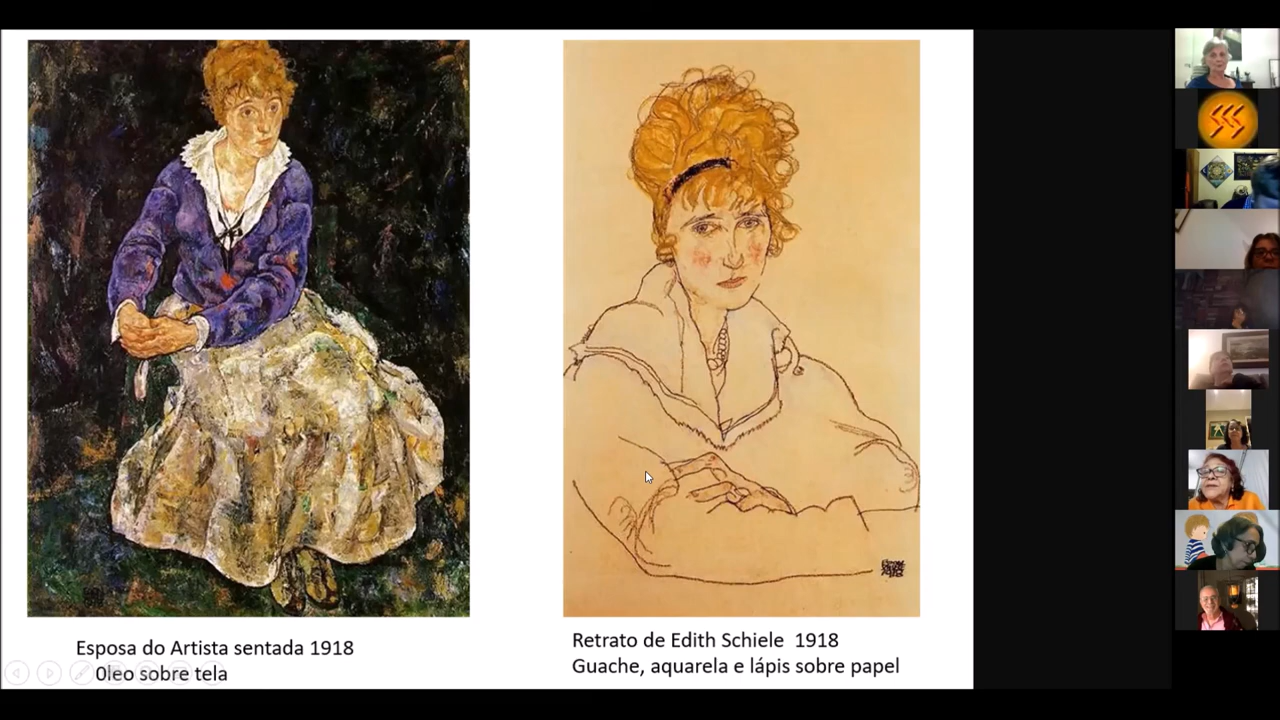 Esposa do Artista sentada 1918
0leo sobre tela
Retrato de Edith Schiele 1918
Guache, aquarela e lápis sobre papel